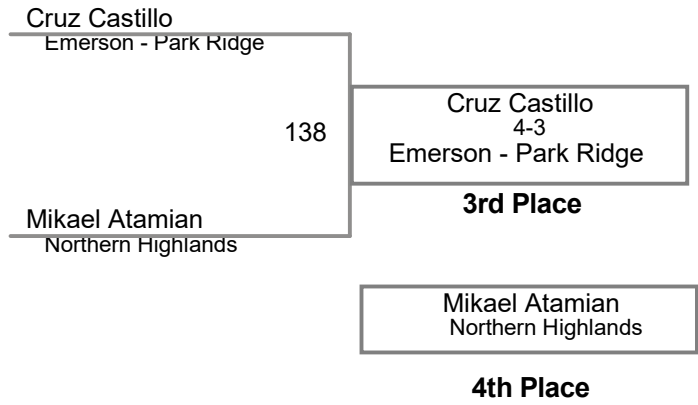 Cruz Castillo
Emerson - Park Ridge
138
Cruz Castillo
4-3
Emerson - Park Ridge
3rd Place
Mikael Atamian
Northern Highlands
Mikael Atamian
Northern Highlands
4th Place